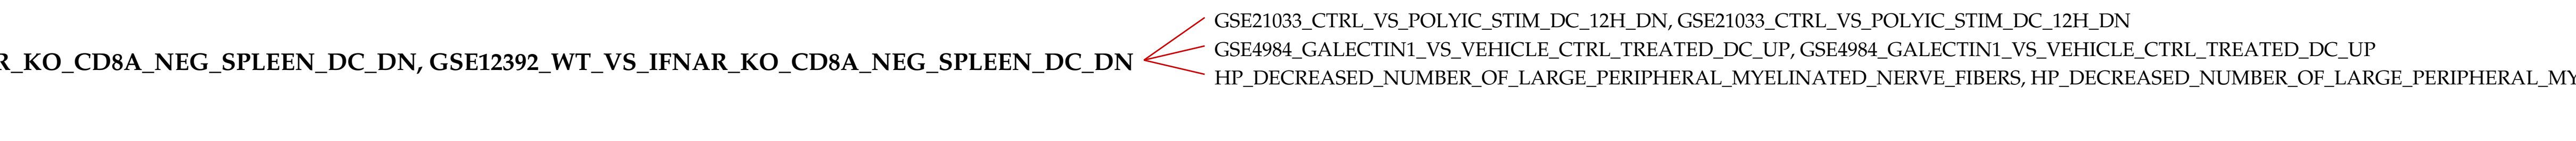 R_KO_CD8A_NEG_SPLEEN_DC_DN, GSE12392_WT_VS_IFNAR_KO_CD8A_NEG_SPLEEN_DC_DN
GSE21033_CTRL_VS_POLYIC_STIM_DC_12H_DN, GSE21033_CTRL_VS_POLYIC_STIM_DC_12H_DN
GSE4984_GALECTIN1_VS_VEHICLE_CTRL_TREATED_DC_UP, GSE4984_GALECTIN1_VS_VEHICLE_CTRL_TREATED_DC_UP
HP_DECREASED_NUMBER_OF_LARGE_PERIPHERAL_MYELINATED_NERVE_FIBERS, HP_DECREASED_NUMBER_OF_LARGE_PERIPHERAL_MY